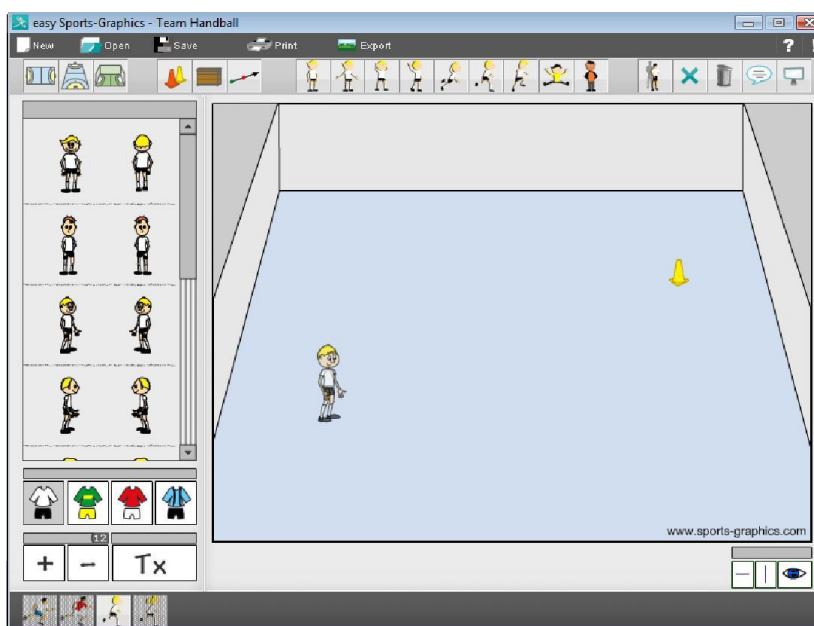 easy Sports-Graphics - Team Handball
New Open Save Print Export ?
www.sports-graphics.com
12
+ - Tx